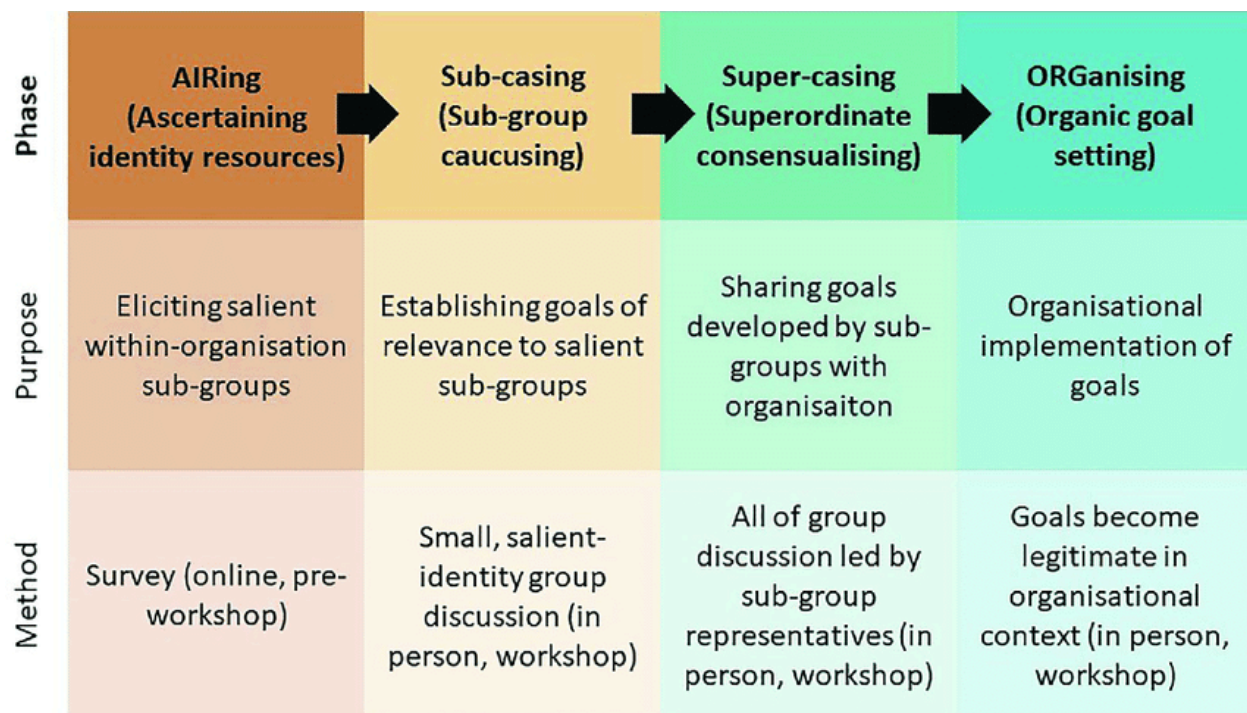 Phase
AIRing
(Ascertaining
identity resources)
Sub-casing
(Sub-group
caucusing)
Super-casing
(Superordinate
consensualising)
ORGanising
(Organic goal
setting)
Purpose
Eliciting salient
within-organisation
sub-groups
Establishing goals of
relevance to salient
sub-groups
Sharing goals
developed by sub-
groups with
organisaiton
Organisational
implementation of
goals
Method
Survey (online, pre-
workshop)
Small, salient-
identity group
discussion (in
person, workshop)
All of group
discussion led by
sub-group
representatives (in
person, workshop)
Goals become
legitimate in
organisational
context (in person,
workshop)